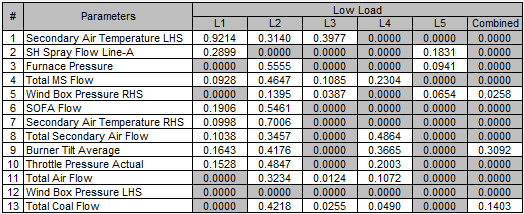 # Parameters Low Load
L1 L2 L3 L4 L5 Combined
1 Secondary Air Temperature LHS 0.9214 0.3140 0.3977 0.0000 0.0000 0.0000
2 SH Spray Flow Line-A 0.2899 0.0000 0.0000 0.0000 0.1831 0.0000
3 Furnace Pressure 0.0000 0.5555 0.0000 0.0000 0.0941 0.0000
4 Total MS Flow 0.0928 0.4647 0.1085 0.2304 0.0000 0.0000
5 Wind Box Pressure RHS 0.0000 0.1395 0.0387 0.0000 0.0654 0.0258
6 SOFA Flow 0.1906 0.5461 0.0000 0.0000 0.0000 0.0000
7 Secondary Air Temperature RHS 0.0998 0.7006 0.0000 0.0000 0.0000 0.0000
8 Total Secondary Air Flow 0.1038 0.3457 0.0000 0.4864 0.0000 0.0000
9 Burner Tilt Average 0.1643 0.4176 0.0000 0.3665 0.0000 0.3092
10 Throttle Pressure Actual 0.1528 0.4847 0.0000 0.2003 0.0000 0.0000
11 Total Air Flow 0.0000 0.3234 0.0124 0.1072 0.0000 0.0000
12 Wind Box Pressure LHS 0.0000 0.0000 0.0000 0.0000 0.0000 0.0000
13 Total Coal Flow 0.0000 0.4218 0.0255 0.0490 0.0000 0.1403